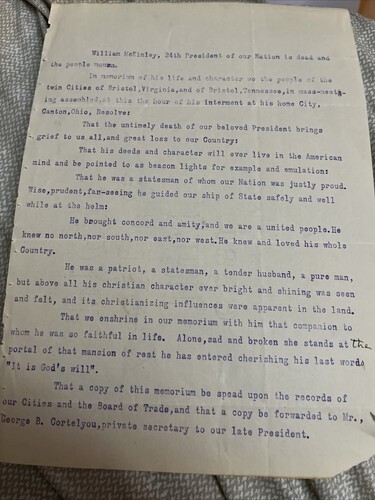 William McKinley, 24th President of our Nation is dead and
the people mourn.
In memorium of his life and character we the people of the
twin Cities of Bristol,Virginia,and of Bristol,Tennessee,in mass-meet-
ing assembled,at this the hour of his interment at his home City.
Canton,Ohio, Resolve:
That the untimely death of our beloved President brings
grief to us all,and great loss to our Country:
That his deeds and character will ever live in the American
mind and be pointed to as beacon lights for example and emulation:
That he was a statesman of whom our Nation was justly proud.
Wise,prudent,far-seeing he guided our ship of State safely and well
while at the helm:
He brought concord and amity,and we are a united people.He
knew no north,nor south,nor east,nor west.He knew and loved his whole
Country.
He was a patriot, a statesman, a tender husband, a pure man,
but above all his christian character ever bright and shining was seen
and felt, and its christianizing influences were apparent in the land.
That we enshrine in our memory with him that companion to
whom he was so faithful in life. Alone,sad and broken she stands at the
portal of that mansion of rest he has entered cherishing his last words
"It is God's will".
That a copy of this memorium be spead upon the records of
our Cities and the Board of Trade,and that a copy be forwarded to Mr.,
George B. Cortelyou,private secretary to our late President.